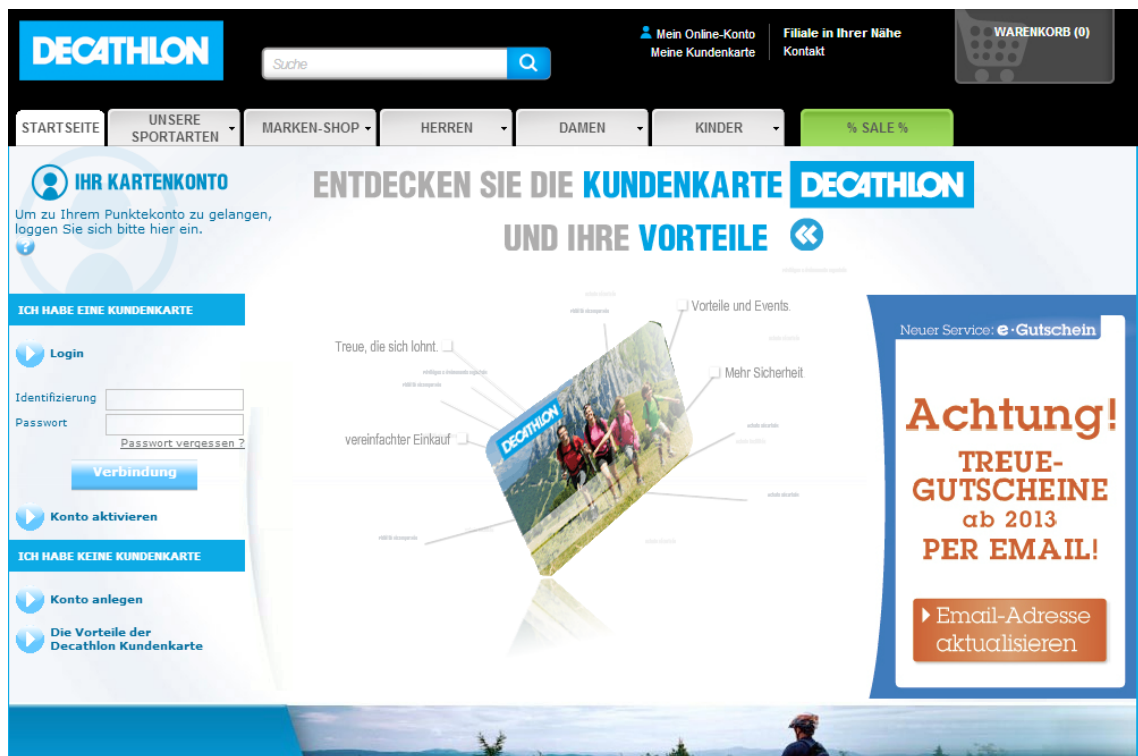 DECATHLON
Suche
Mein Online-Konto
Meine Kundenkarte
Filiale in Ihrer Nähe
Kontakt
WARENKORB (0)
STARTSEITE
UNSERE
SPORTARTEN
MARKEN-SHOP
HERREN
DAMEN
KINDER
% SALE %
IHR KARTENKONTO
Um zu Ihrem Punktekonto zu gelangen,
loggen Sie sich bitte hier ein.
?
ENTDECKEN SIE DIE KUNDENKARTE DECATHLON
UND IHRE VORTEILE
ICH HABE EINE KUNDENKARTE
Login
Identifizierung
Passwort
Passwort vergessen ?
Verbindung
Konto aktivieren
ICH HABE KEINE KUNDENKARTE
Konto anlegen
Die Vorteile der
Decathlon Kundenkarte
Vorteile und Events.
Treue, die sich lohnt.
Mehr Sicherheit
vereinfachter Einkauf
DECATHLON
Neuer Service: e·Gutschein
Achtung!
TREUE-
GUTSCHEINE
ab 2013
PER EMAIL!
Email-Adresse
aktualisieren